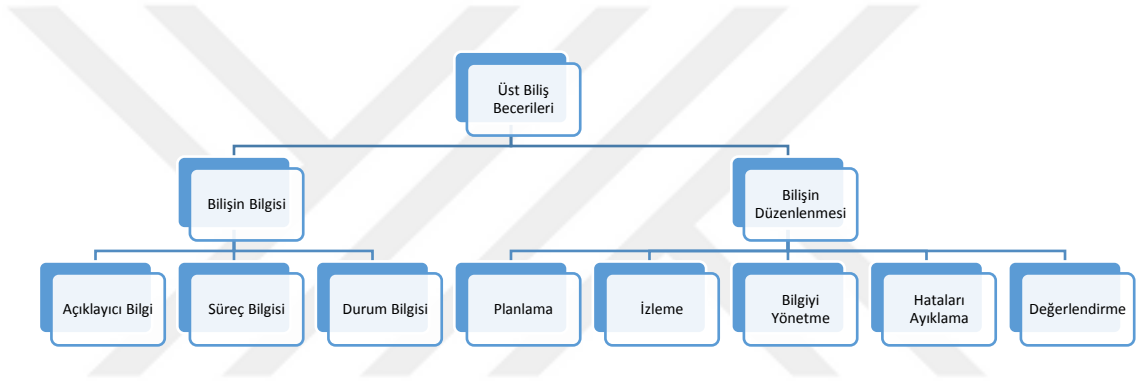 Üst Biliş
Becerileri
Bilişin Bilgisi
Bilişin
Düzenlenmesi
Açıklayıcı Bilgi
Süreç Bilgisi
Durum Bilgisi
Planlama
İzleme
Bilgiyi
Yönetme
Hataları
Ayıklama
Değerlendirme